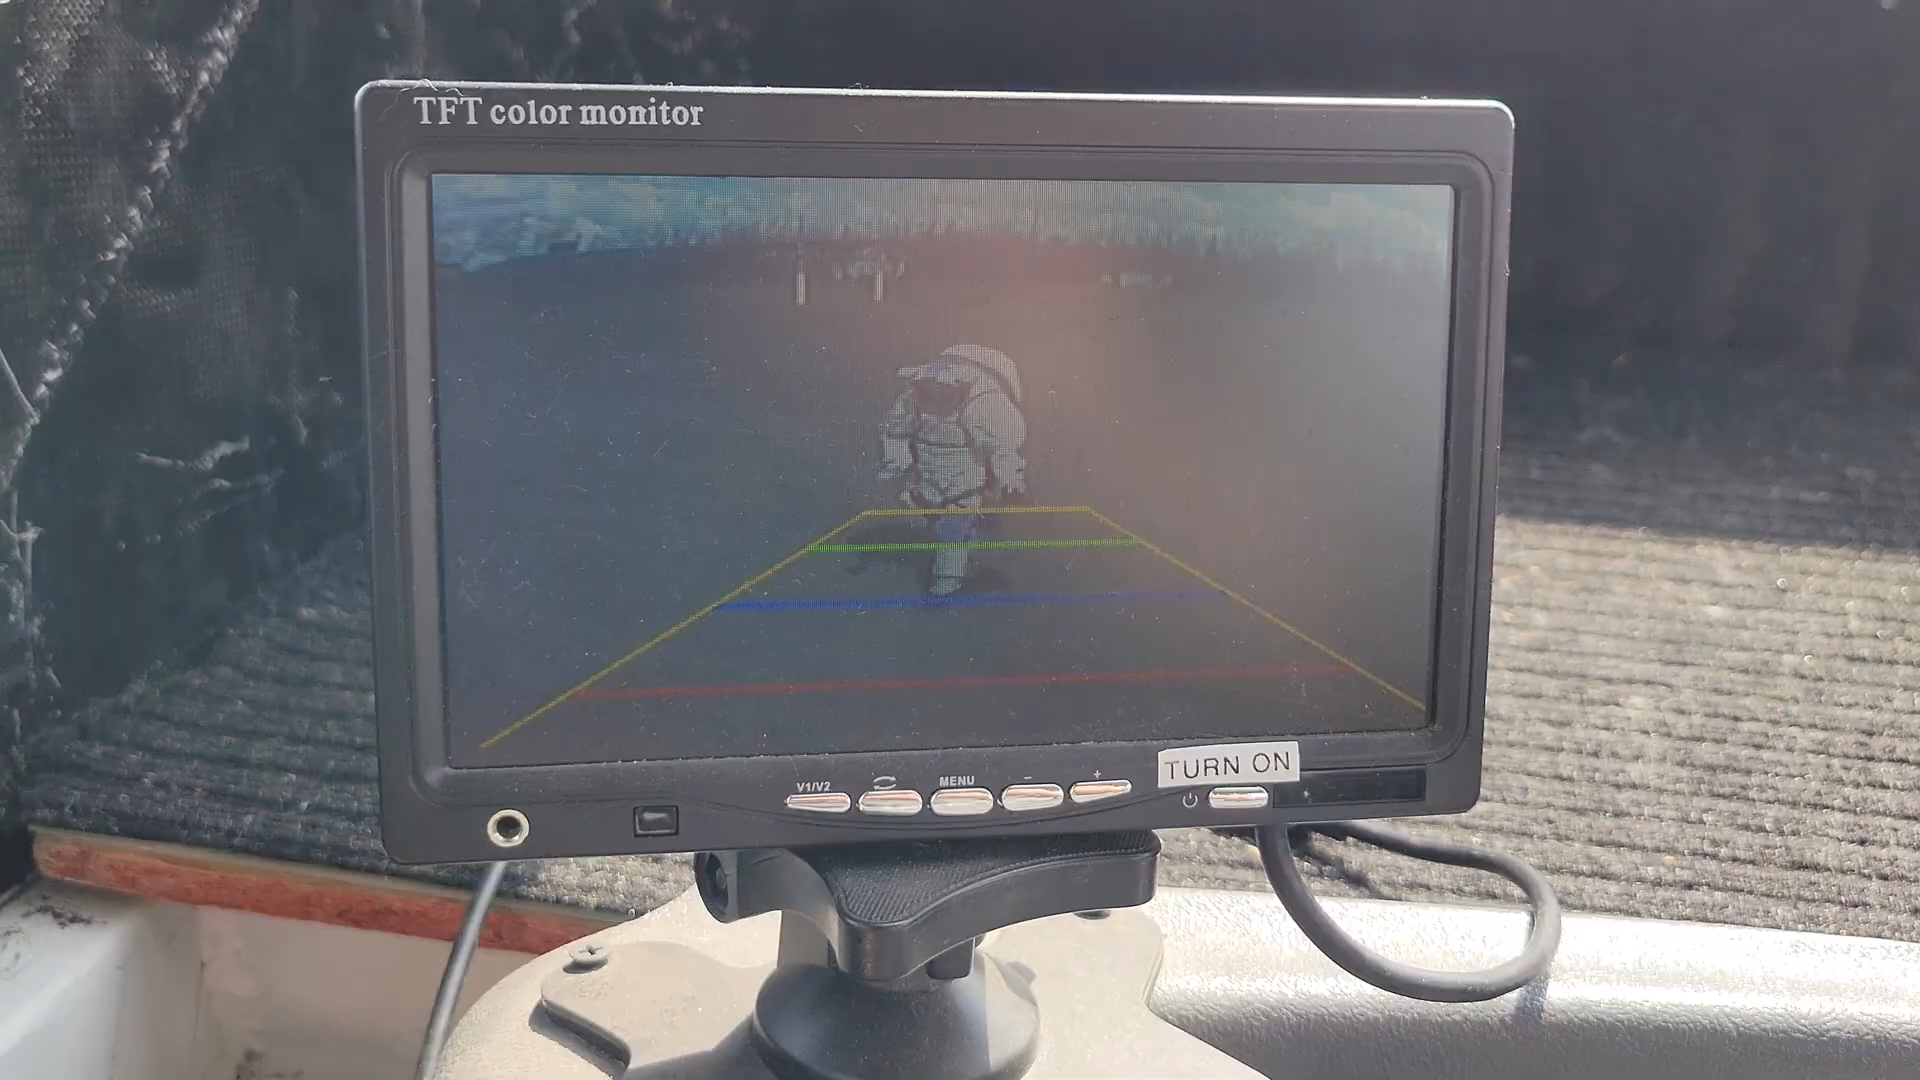 TFT color monitor
TURN ON
V1/V2
MENU
-
+